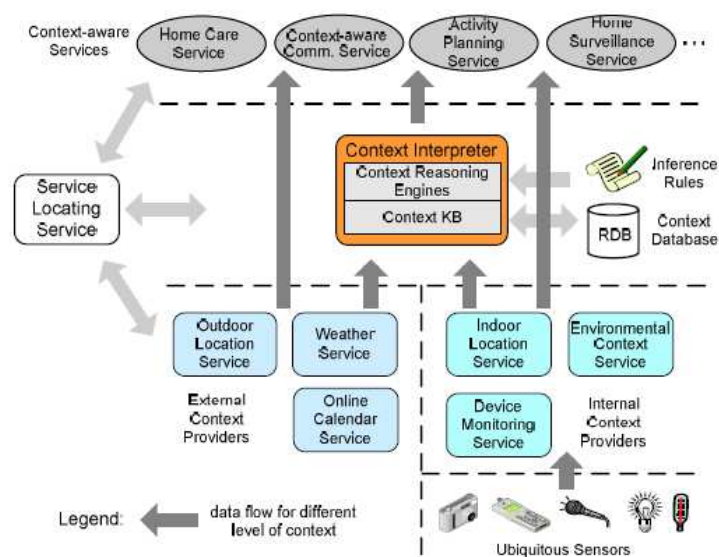 Context-aware
Services
Home Care
Service
Context-aware
Comm. Service
Activity
Planning
Service
Home
Surveillance
Service
...
Service
Locating
Service
Context Interpreter
Context Reasoning
Engines
Context KB
Inference
Rules
RDB
Context
Database
Outdoor
Location
Service
Weather
Service
Indoor
Location
Service
Environmental
Context
Service
External
Context
Providers
Online
Calendar
Service
Device
Monitoring
Service
Internal
Context
Providers
Legend:
data flow for different
level of context
Ubiquitous Sensors